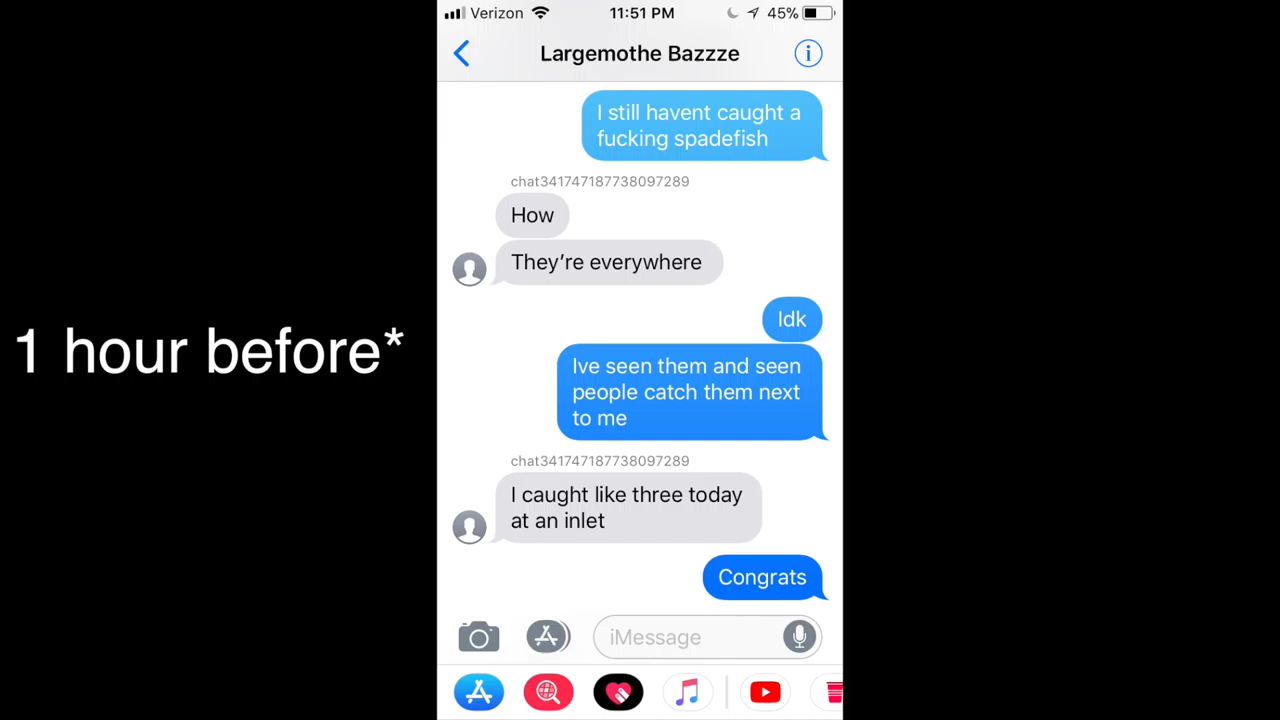 Verizon 11:51 PM 45%
Largemothe Bazzze
I still havent caught a
fucking spadefish
chat341747187738097289
How
They're everywhere
Idk
Ive seen them and seen
people catch them next
to me
1 hour before*
chat341747187738097289
I caught like three today
at an inlet
Congrats
iMessage